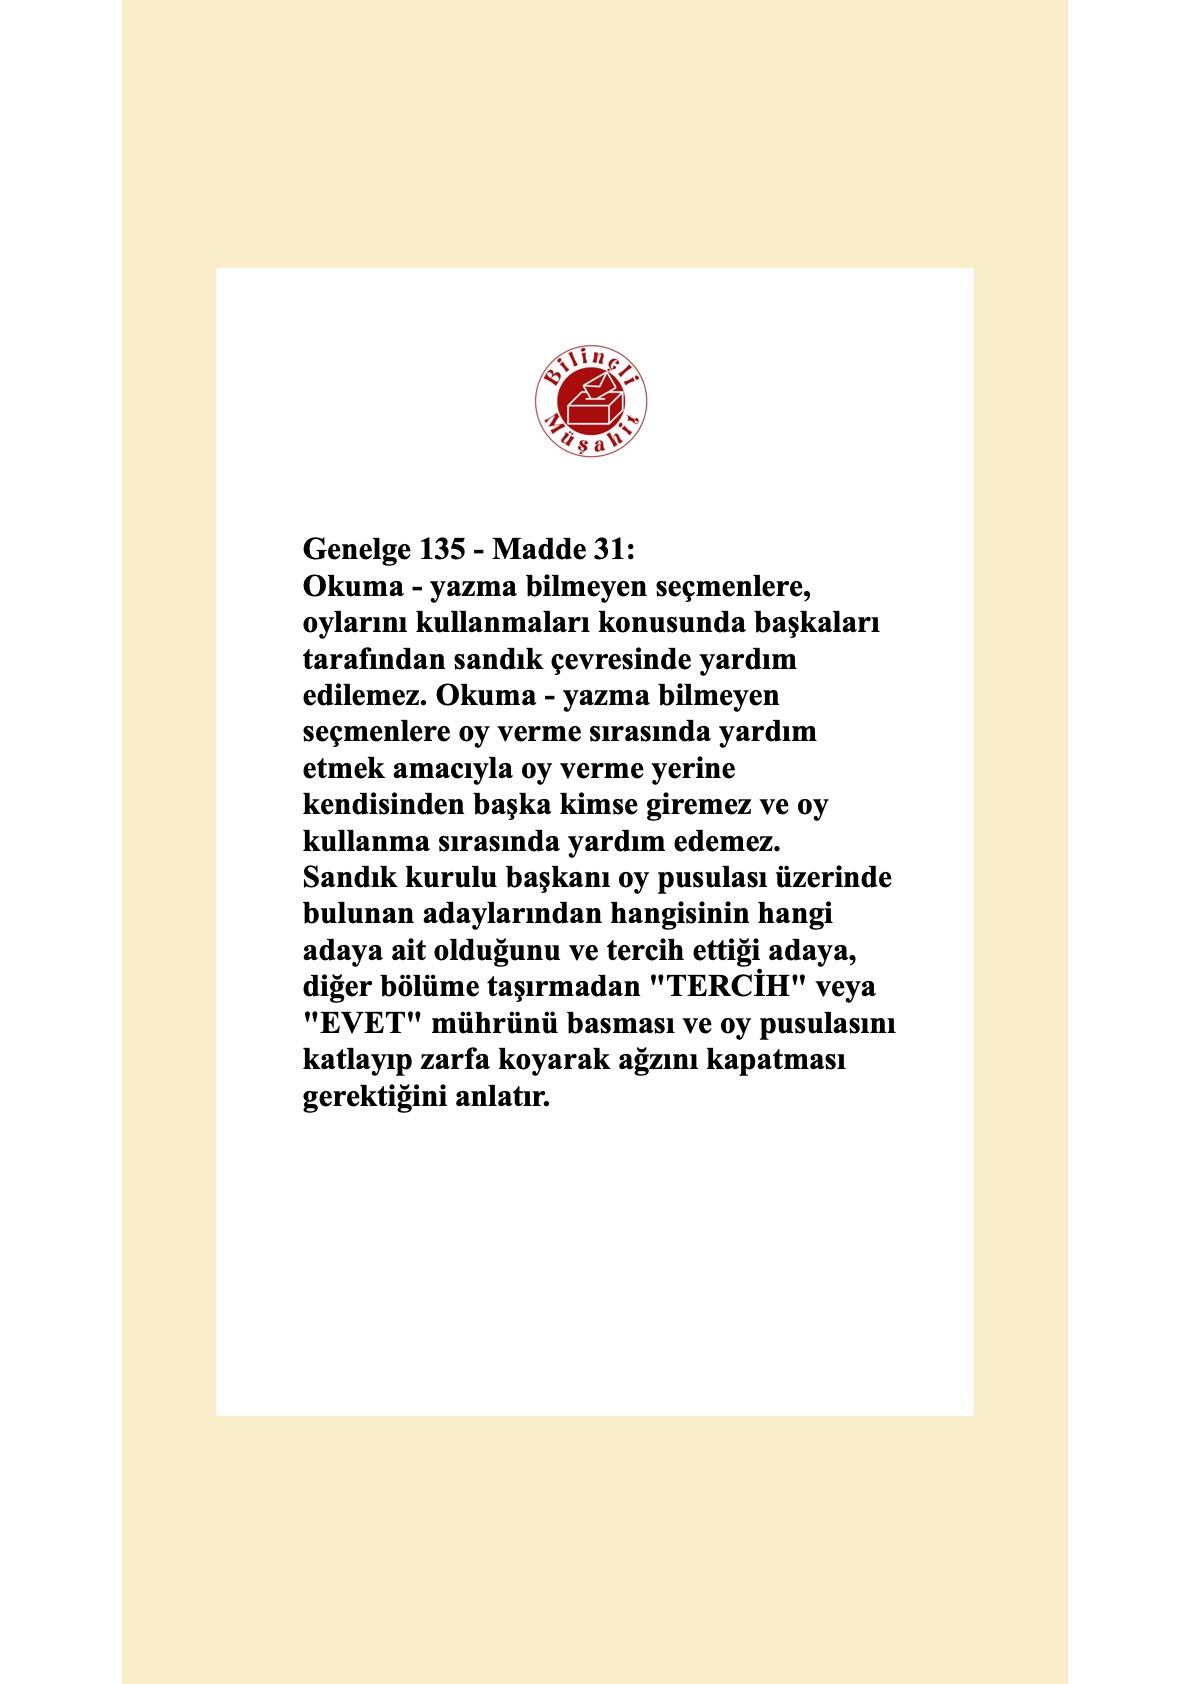 Bilinçli
Müşahit
Genelge 135 - Madde 31:
Okuma - yazma bilmeyen seçmenlere,
oylarını kullanmaları konusunda başkaları
tarafından sandık çevresinde yardım
edilemez. Okuma - yazma bilmeyen
seçmenlere oy verme sırasında yardım
etmek amacıyla oy verme yerine
kendisinden başka kimse giremez ve oy
kullanma sırasında yardım edemez.
Sandık kurulu başkanı oy pusulası üzerinde
bulunan adaylarından hangisinin hangi
adaya ait olduğunu ve tercih ettiği adaya,
diğer bölüme taşırmadan "TERCİH" veya
"EVET" mührünü basması ve oy pusulasını
katlayıp zarfa koyarak ağzını kapatması
gerektiğini anlatır.